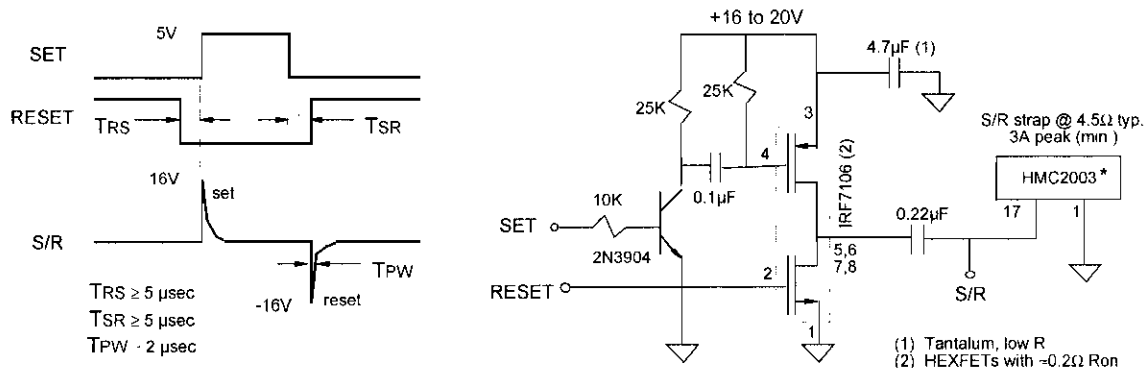 SET
5V
RESET
TRS
TSR
16V
set
S/R
TPW
-16V
reset
TRS ≥ 5 µsec
TSR ≥ 5 µsec
TPW - 2 µsec
+16 to 20V
4.7µF (1)
25K
25K
3
S/R strap @ 4.5Ω typ.
3A peak (min )
HMC2003*
4
IRF7106 (2)
0.1µF
0.22µF
17
1
10K
SET
2N3904
5,6
7,8
2
RESET
S/R
1
(1) Tantalum, low R
(2) HEXFETs with ≈0.2Ω Ron